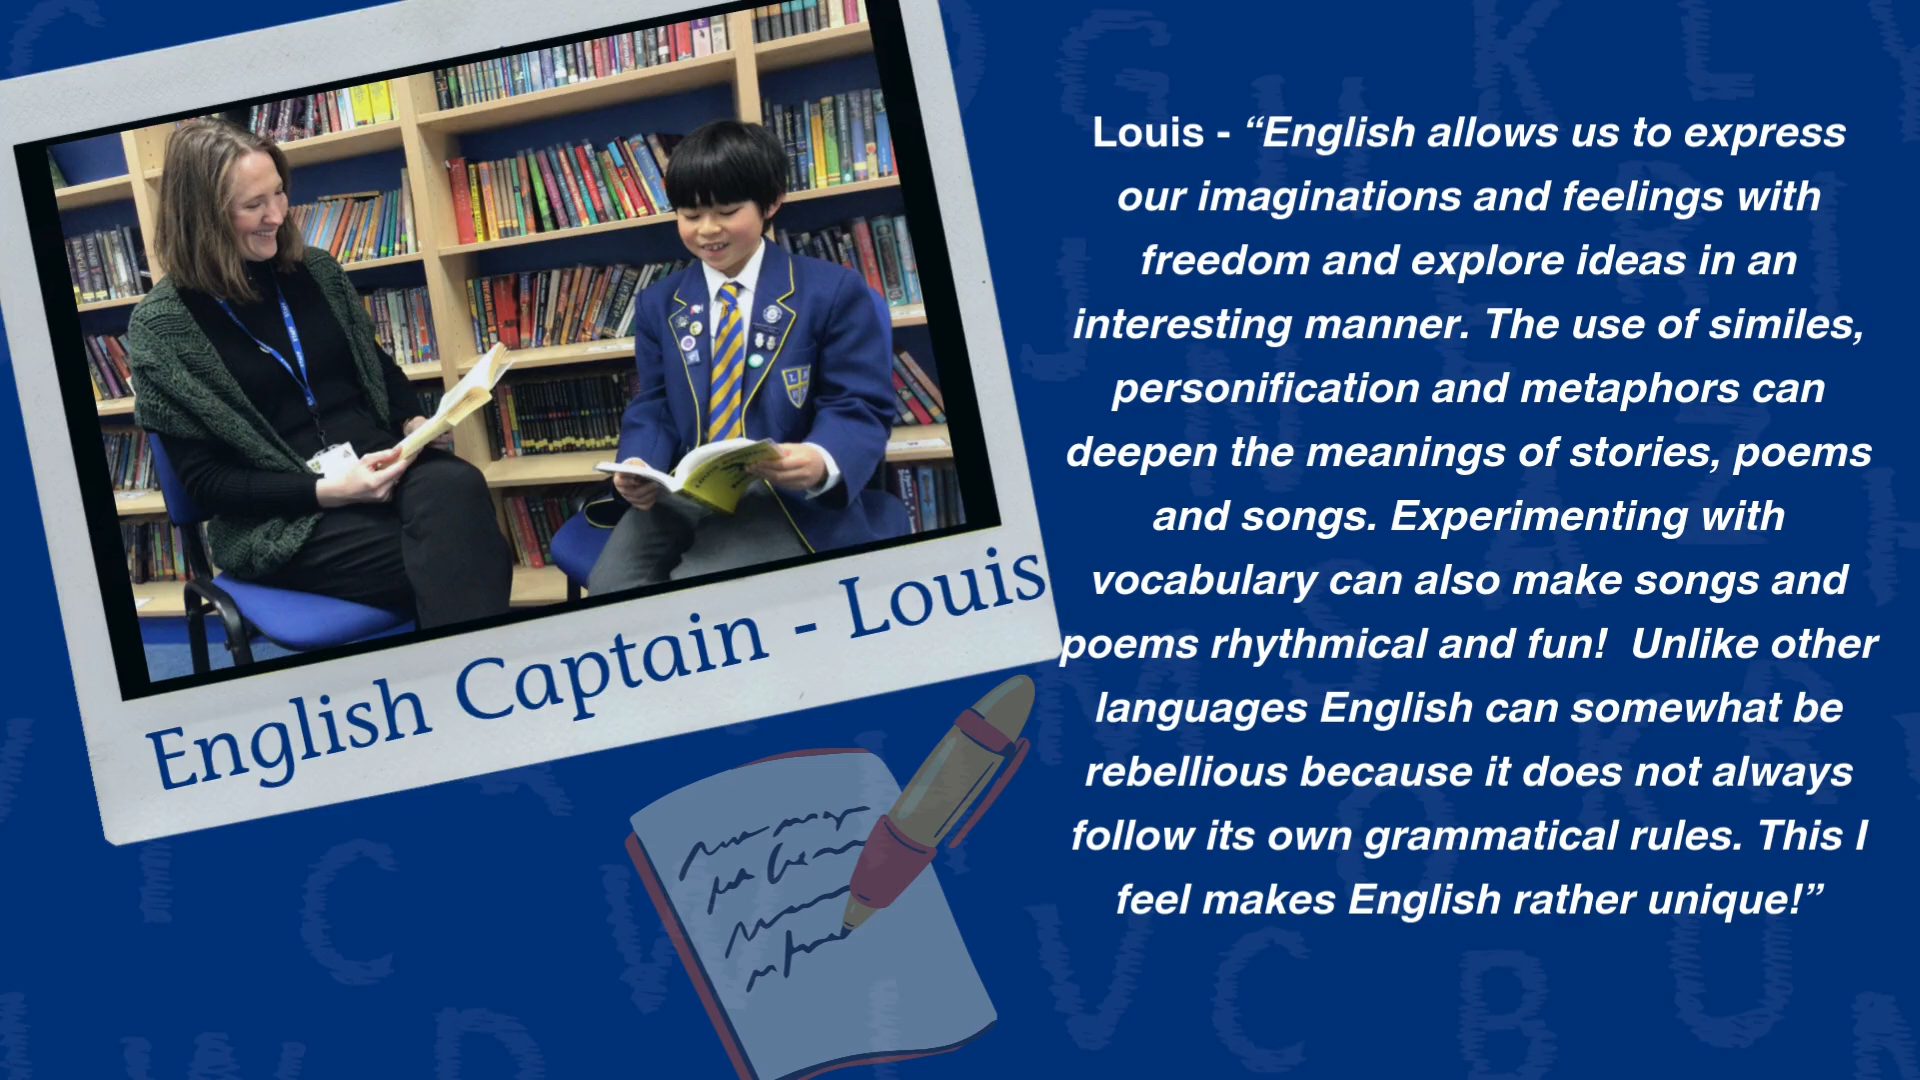 English Captain - Louis
Louis - “English allows us to express
our imaginations and feelings with
freedom and explore ideas in an
interesting manner. The use of similes,
personification and metaphors can
deepen the meanings of stories, poems
and songs. Experimenting with
vocabulary can also make songs and
poems rhythmical and fun!  Unlike other
languages English can somewhat be
rebellious because it does not always
follow its own grammatical rules. This I
feel makes English rather unique!”